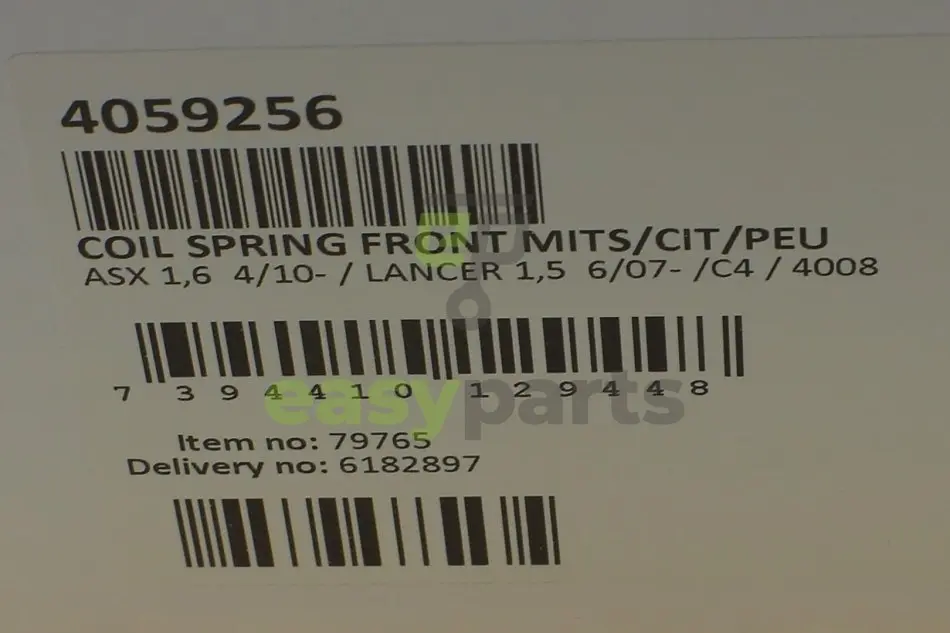 4059256
COIL SPRING FRONT MITS/CIT/PEU
ASX 1,6 4/10- / LANCER 1,5 6/07- /C4 / 4008
7 394410 129448
easyparts
Item no: 79765
Delivery no: 6182897